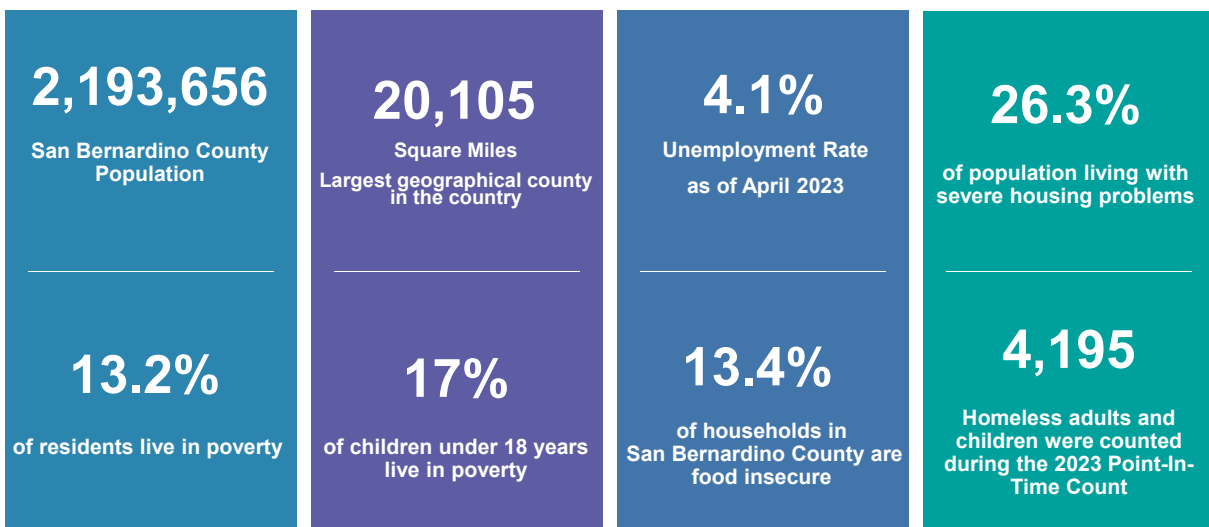 2,193,656
San Bernardino County
Population
13.2%
of residents live in poverty
20,105
Square Miles
Largest geographical county
in the country
17%
of children under 18 years
live in poverty
4.1%
Unemployment Rate
as of April 2023
13.4%
of households in
San Bernardino County are
food insecure
26.3%
of population living with
severe housing problems
4,195
Homeless adults and
children were counted
during the 2023 Point-In-
Time Count